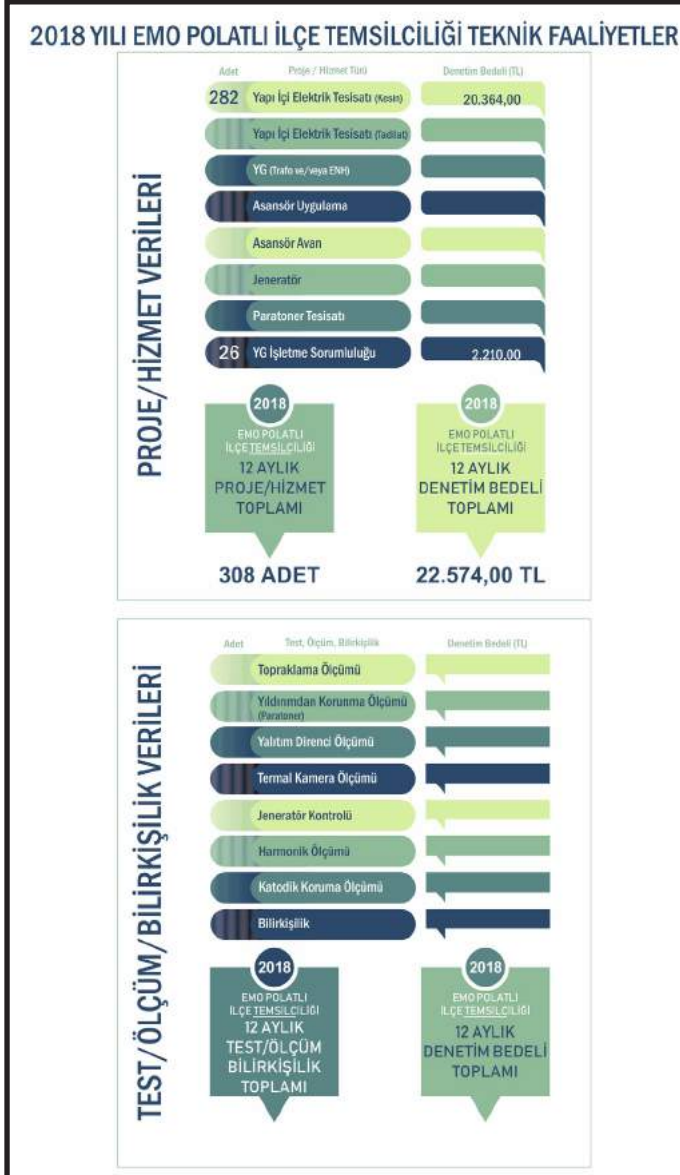 2018 YILI EMO POLATLI İLÇE TEMSİLCİLİĞİ TEKNİK FAALİYETLER
PROJE/HİZMET VERİLERİ
Adet Proje / Hizmet Türü Denetim Bedeli (TL)
282 Yapı İçi Elektrik Tesisatı (Kesin) 20.364,00
Yapı İçi Elektrik Tesisatı (Tadilat)
YG (Trafo ve/veya ENH)
Asansör Uygulama
Asansör Avan
Jeneratör
Paratoner Tesisatı
26 YG İşletme Sorumluluğu 2.210.00
2018
EMO POLATLI
İLÇE TEMSİLCİLİĞİ
12 AYLIK
PROJE/HİZMET
TOPLAMI
308 ADET
2018
EMO POLATLI
İLÇE TEMSİLCİLİĞİ
12 AYLIK
DENETİM BEDELİ
TOPLAMI
22.574,00 TL
TEST/ÖLÇÜM/BİLİRKİŞİLİK VERİLERİ
Adet Test, Ölçüm, Bilirkişilik Denetim Bedeli (TL)
Topraklama Ölçümü
Yıldırımdan Korunma Ölçümü
(Paratoner)
Yalıtım Direnci Ölçümü
Termal Kamera Ölçümü
Jeneratör Kontrolü
Harmonik Ölçümü
Katodik Koruma Ölçümü
Bilirkişilik
2018
EMO POLATLI
İLÇE TEMSİLCİLİĞİ
12 AYLIK
TEST/ÖLÇÜM
BİLİRKİŞİLİK
TOPLAMI
2018
EMO POLATLI
İLÇE TEMSİLCİLİĞİ
12 AYLIK
DENETİM BEDELİ
TOPLAMI